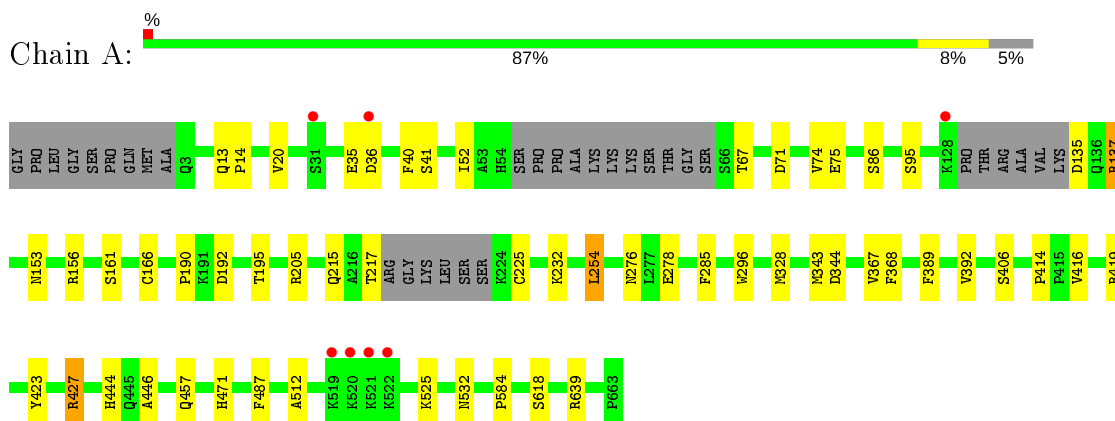 %
Chain A:
87% 8% 5%
GLY PRO LEU GLY SER PRO GLN MET ALA Q3 Q13 P14 V20 S31 E35 D36 F40 S41 I52 A53 H54 SER PRO PRO ALA LYS LYS LYS SER THR GLY SER S66 T67 D71 V74 E75 S86 S95 K128 PRO THR ARG ALA VAL LYS D135 Q136
N153 R156 S161 C166 P190 K191 D192 T195 R205 Q215 A216 T217 ARG GLY LYS LEU SER SER K224 C225 K232 L254 N276 L277 E278 F285 W296 M328 M343 D344 V367 F368 F389 V392 S406 P414 P415 V416
Y423 R427 H444 Q445 A446 Q457 H471 F487 A512 K519 K520 K521 K522 K525 N532 P584 S618 R639 P663